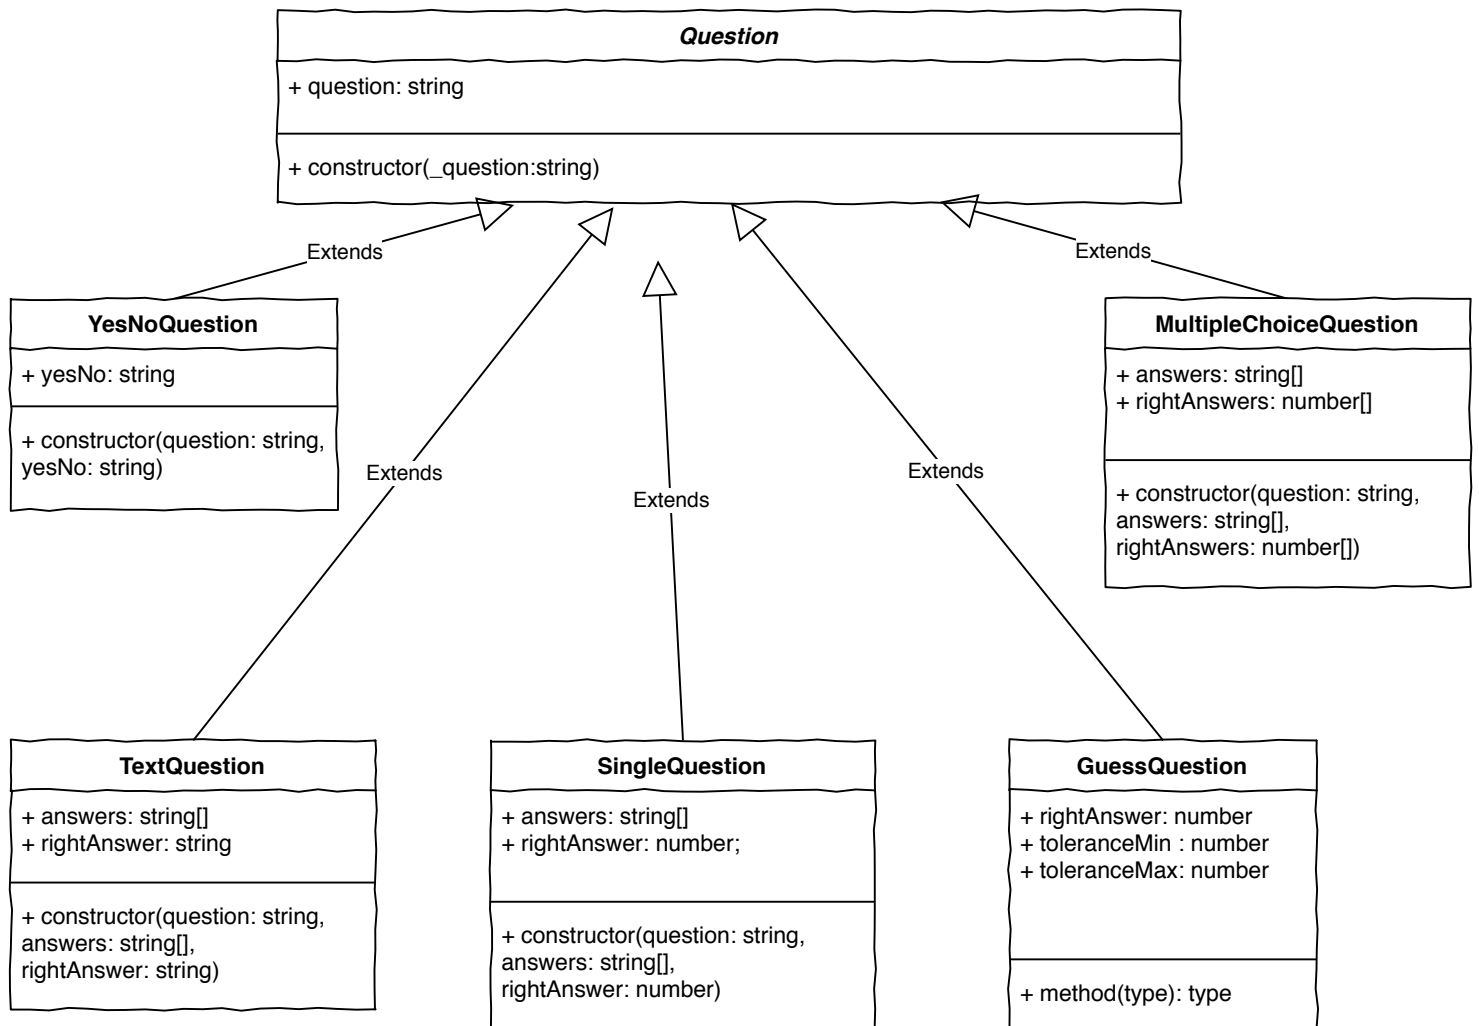 Question
+ question: string
+ constructor(_question:string)
Extends
Extends
YesNoQuestion
+ yesNo: string
+ constructor(question: string,
yesNo: string)
MultipleChoiceQuestion
+ answers: string[]
+ rightAnswers: number[]
+ constructor(question: string,
answers: string[],
rightAnswers: number[])
Extends
Extends
Extends
TextQuestion
+ answers: string[]
+ rightAnswer: string
+ constructor(question: string,
answers: string[],
rightAnswer: string)
SingleQuestion
+ answers: string[]
+ rightAnswer: number;
+ constructor(question: string,
answers: string[],
rightAnswer: number)
GuessQuestion
+ rightAnswer: number
+ toleranceMin : number
+ toleranceMax: number
+ method(type): type